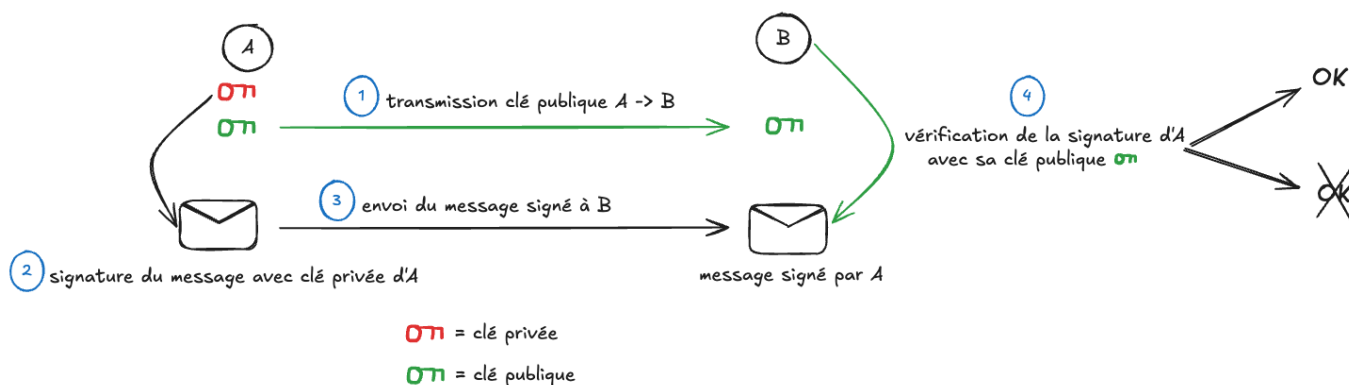 A
B
1 transmission clé publique A -> B
4
OK
vérification de la signature d'A
avec sa clé publique
OK
3 envoi du message signé à B
2 signature du message avec clé privée d'A
message signé par A
= clé privée
= clé publique